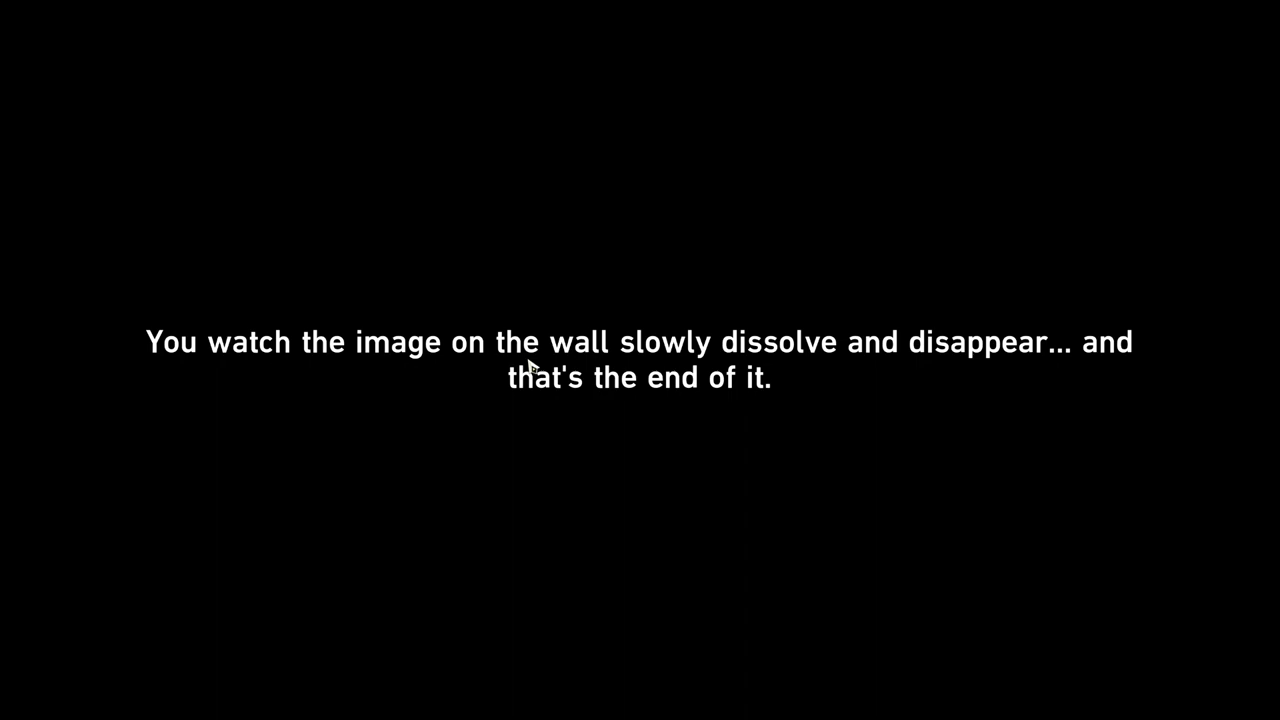 You watch the image on the wall slowly dissolve and disappear... and
that's the end of it.